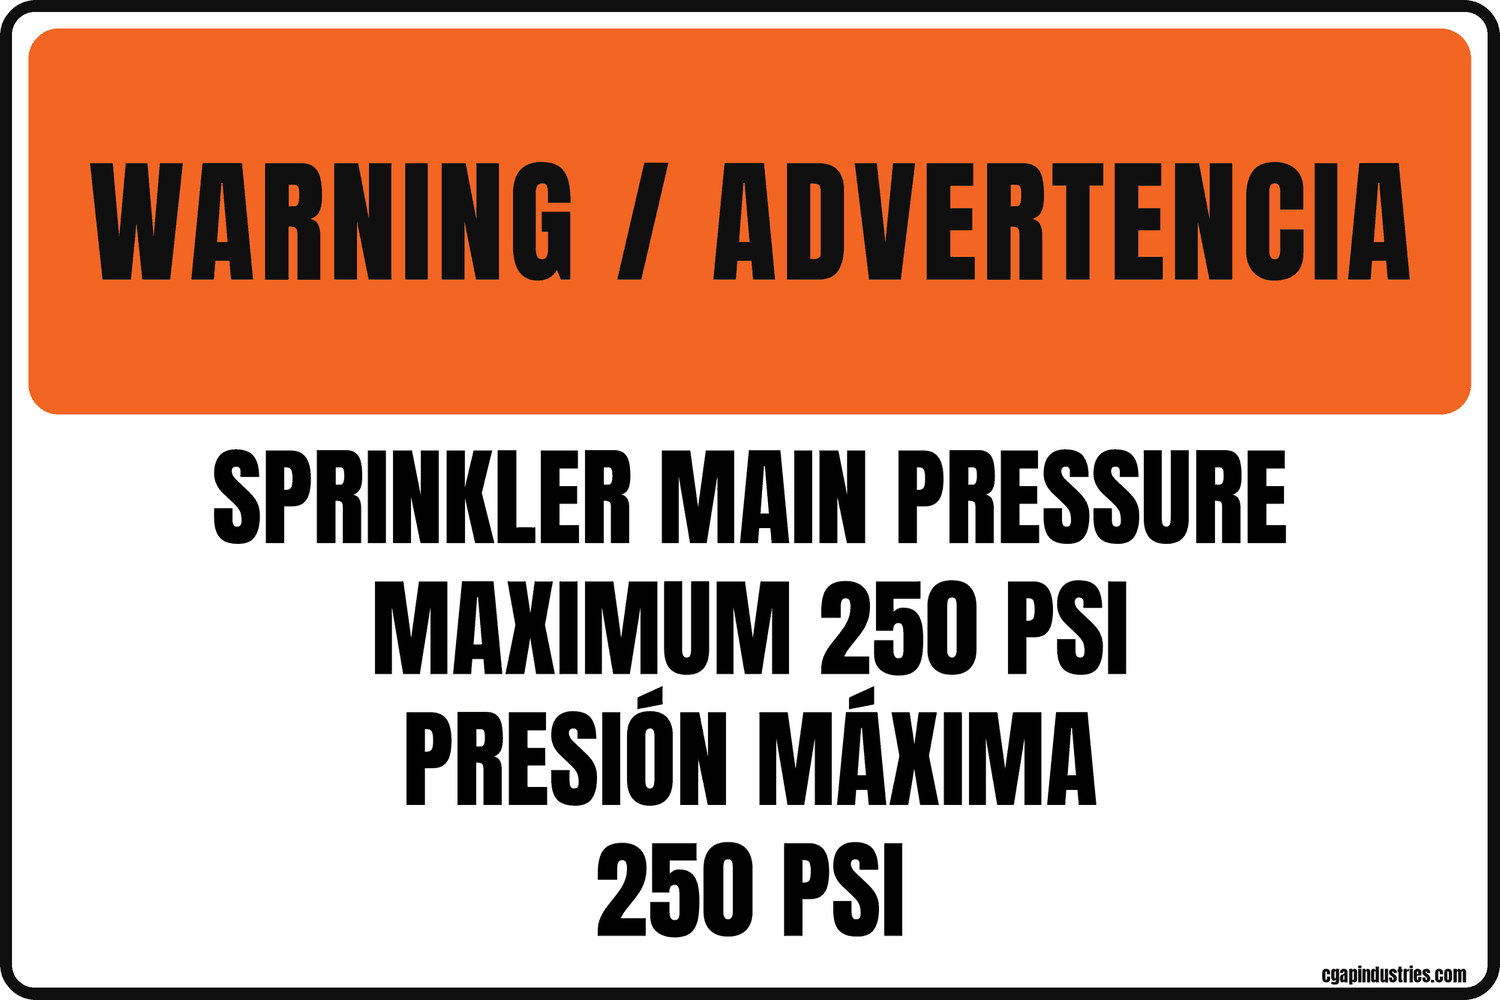 WARNING / ADVERTENCIA
SPRINKLER MAIN PRESSURE
MAXIMUM 250 PSI
PRESIÓN MÁXIMA
250 PSI
cgapindustries.com